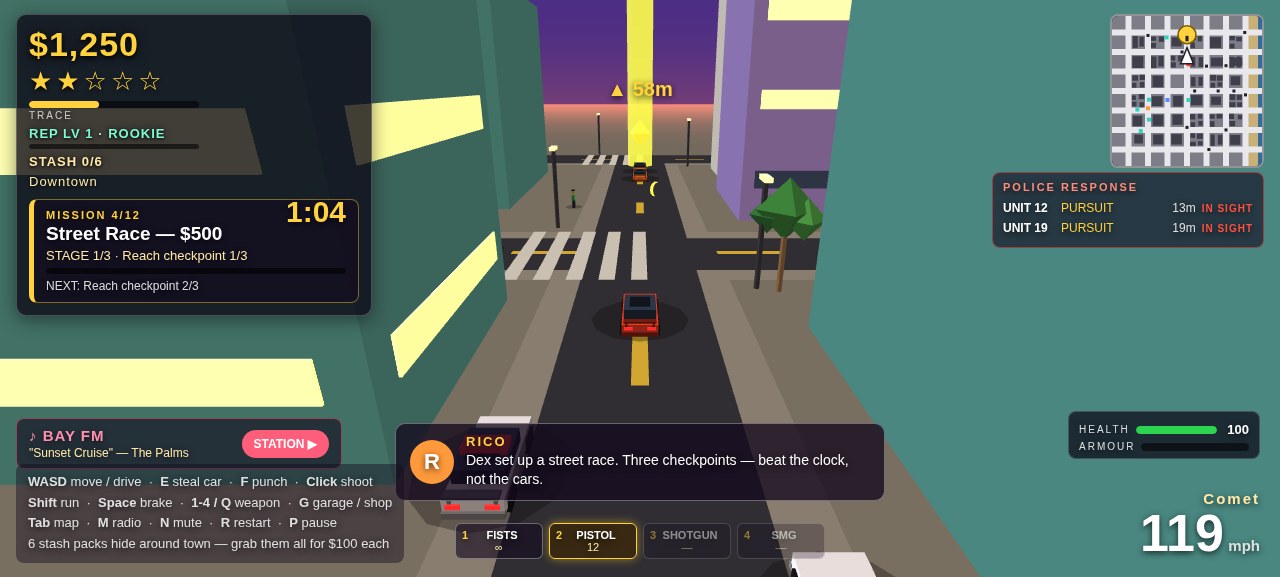 $1,250
★★☆☆☆
TRACE
REP LV 1 · ROOKIE
STASH 0/6
Downtown
MISSION 4/12
1:04
Street Race — $500
STAGE 1/3 · Reach checkpoint 1/3
NEXT: Reach checkpoint 2/3
▲ 58m
POLICE RESPONSE
UNIT 12 PURSUIT 13m IN SIGHT
UNIT 19 PURSUIT 19m IN SIGHT
♪ BAY FM
"Sunset Cruise" — The Palms
STATION ▶
WASD move / drive · E steal car · F punch · Click shoot
Shift run · Space brake · 1-4 / Q weapon · G garage / shop
Tab map · M radio · N mute · R restart · P pause
6 stash packs hide around town — grab them all for $100 each
R
RICO
Dex set up a street race. Three checkpoints — beat the clock,
not the cars.
1 FISTS
∞
2 PISTOL
12
3 SHOTGUN
—
4 SMG
—
HEALTH 100
ARMOUR
Comet
119 mph